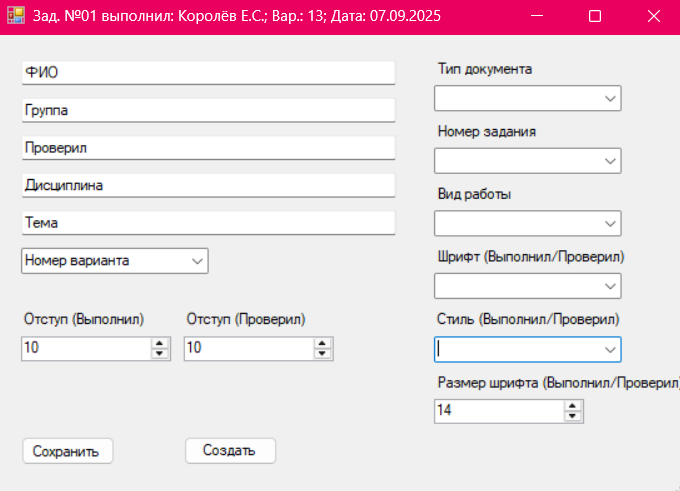 Зад. №01 выполнил: Королёв Е.С.; Вар.: 13; Дата: 07.09.2025
ФИО
Группа
Проверил
Дисциплина
Тема
Номер варианта
Отступ (Выполнил)
Отступ (Проверил)
10
10
Сохранить
Создать
Тип документа
Номер задания
Вид работы
Шрифт (Выполнил/Проверил)
Стиль (Выполнил/Проверил)
Размер шрифта (Выполнил/Проверил)
14